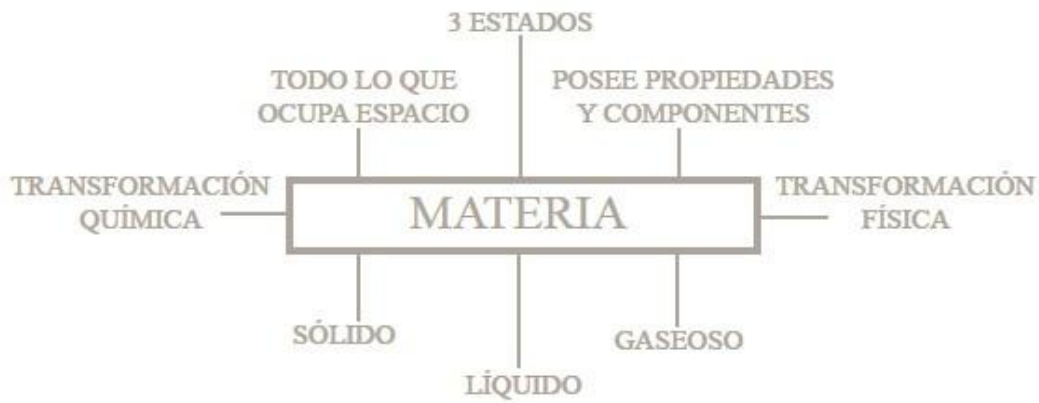 3 ESTADOS
TODO LO QUE
OCUPA ESPACIO
POSEE PROPIEDADES
Y COMPONENTES
TRANSFORMACIÓN
QUÍMICA
MATERIA
TRANSFORMACIÓN
FÍSICA
SÓLIDO
LÍQUIDO
GASEOSO